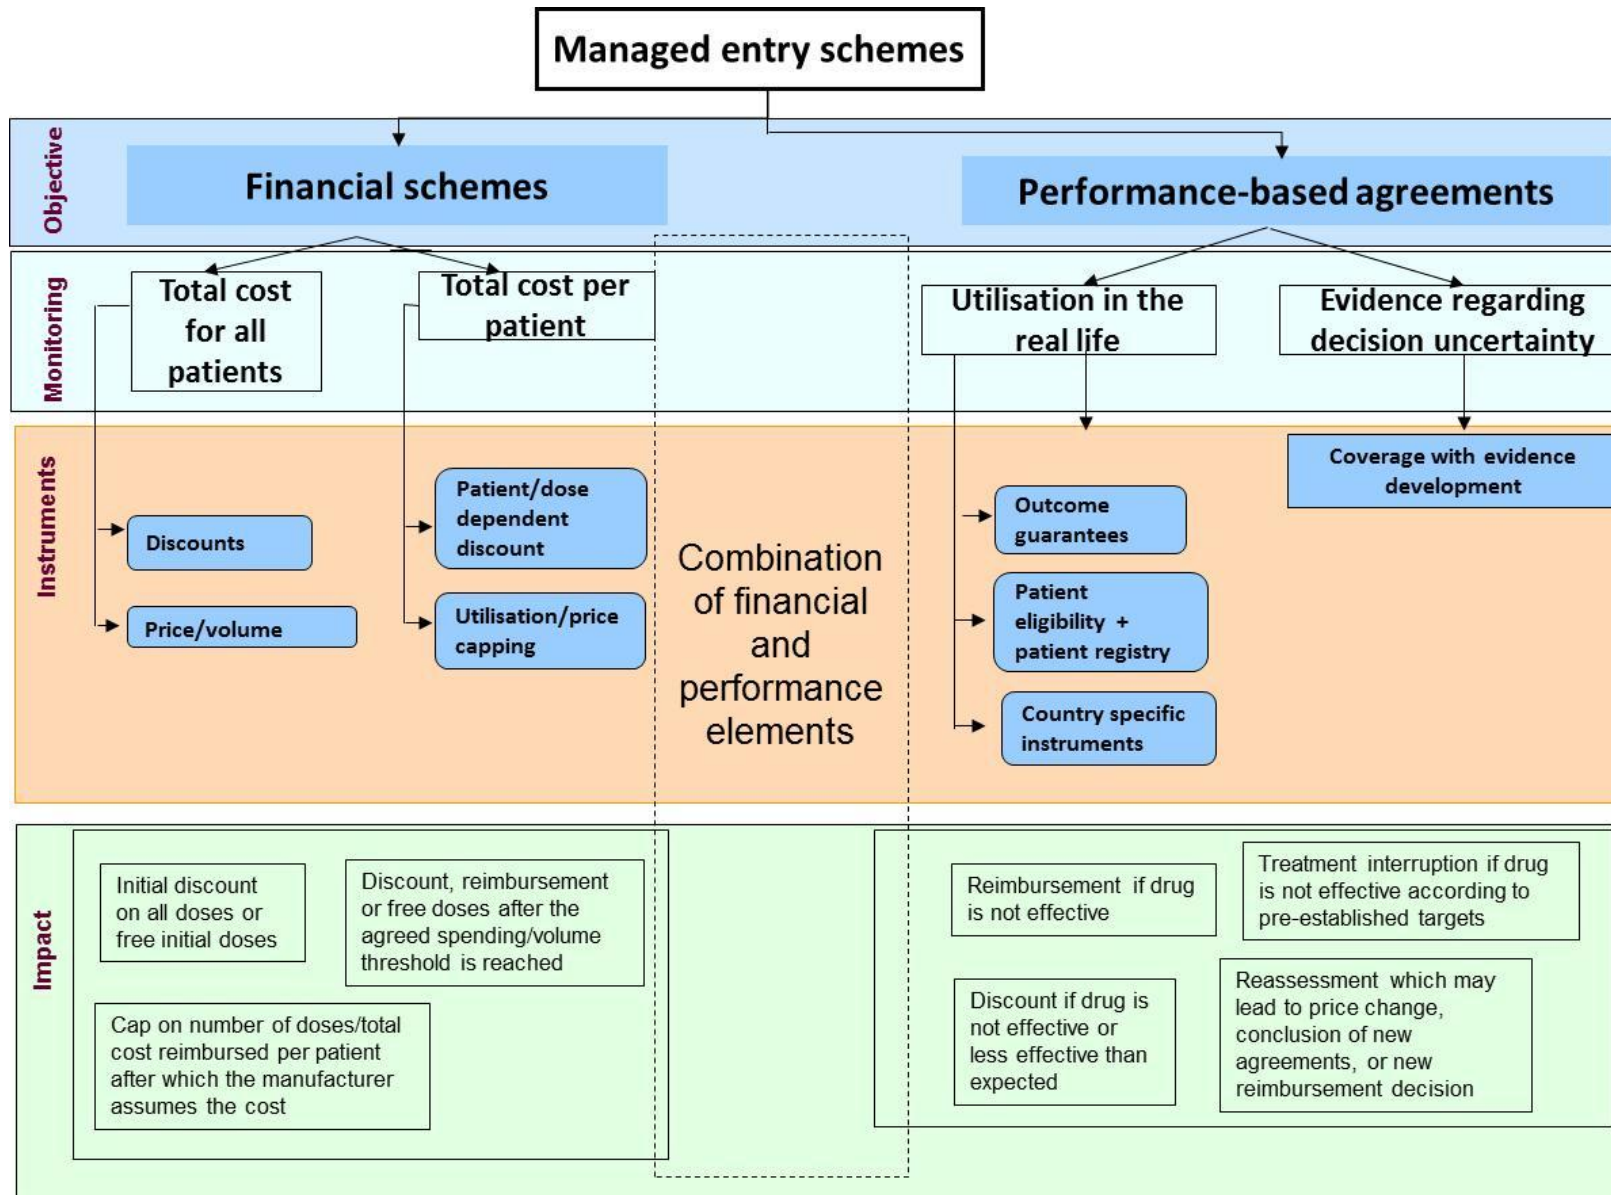 Managed entry schemes
Objective
Financial schemes
Performance-based agreements
Monitoring
Total cost
for all
patients
Total cost per
patient
Utilisation in the
real life
Evidence regarding
decision uncertainty
Instruments
Discounts
Price/volume
Patient/dose
dependent
discount
Utilisation/price
capping
Combination
of financial
and
performance
elements
Outcome
guarantees
Patient
eligibility +
patient registry
Country specific
instruments
Coverage with evidence
development
Impact
Initial discount
on all doses or
free initial doses
Discount, reimbursement
or free doses after the
agreed spending/volume
threshold is reached
Cap on number of doses/total
cost reimbursed per patient
after which the manufacturer
assumes the cost
Reimbursement if drug
is not effective
Treatment interruption if drug
is not effective according to
pre-established targets
Discount if drug is
not effective or
less effective than
expected
Reassessment which may
lead to price change,
conclusion of new
agreements, or new
reimbursement decision